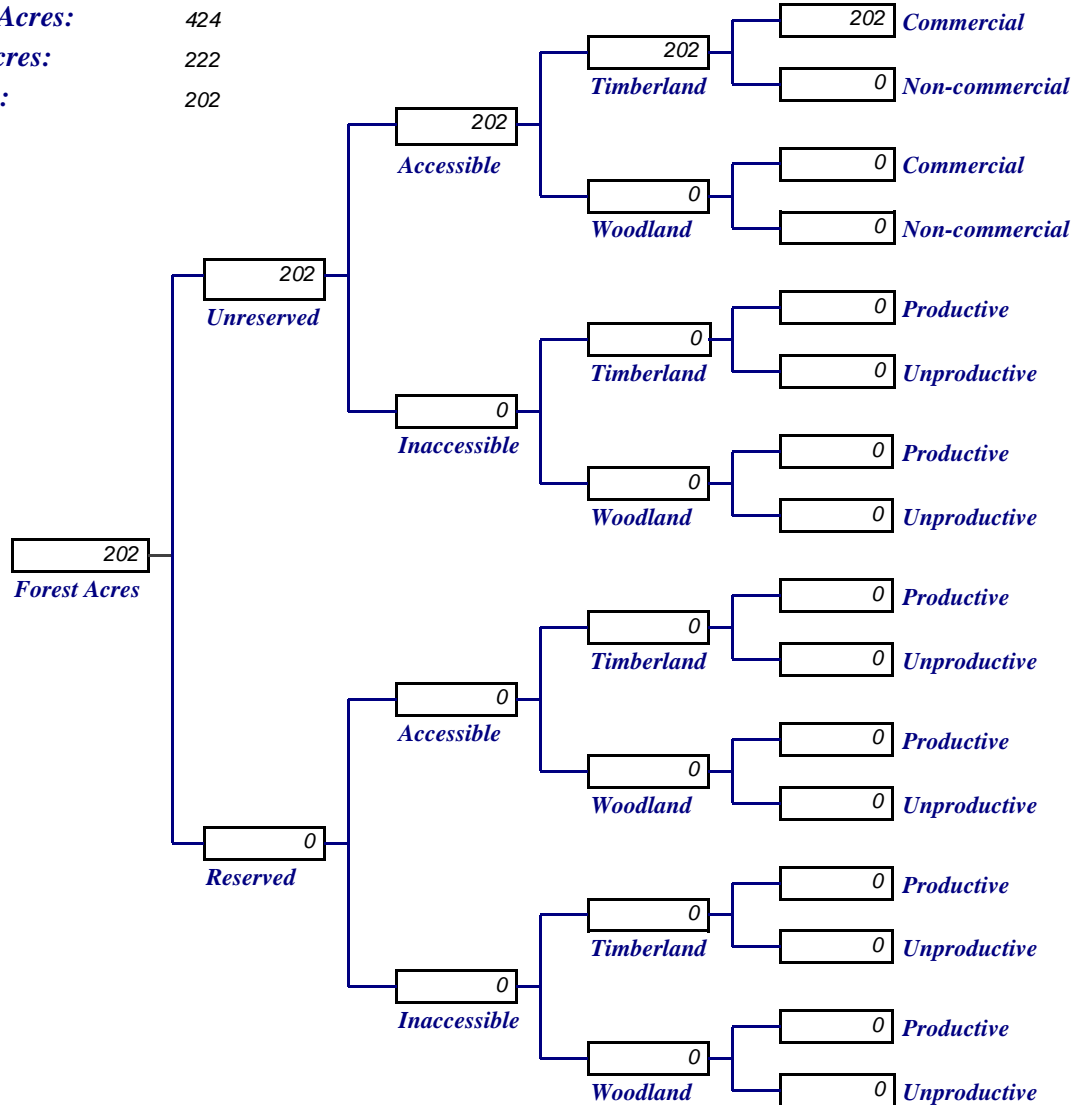 Acres: 424
222
: 202
202 Commercial
202
Timberland
0 Non-commercial
202
Accessible
0 Commercial
0
Woodland
0 Non-commercial
202
Unreserved
0 Productive
0
Timberland
0 Unproductive
0
Inaccessible
0 Productive
0
Woodland
0 Unproductive
202
Forest Acres
0 Productive
0
Timberland
0 Unproductive
0
Accessible
0 Productive
0
Woodland
0 Unproductive
0
Reserved
0 Productive
0
Timberland
0 Unproductive
0
Inaccessible
0 Productive
0
Woodland
0 Unproductive